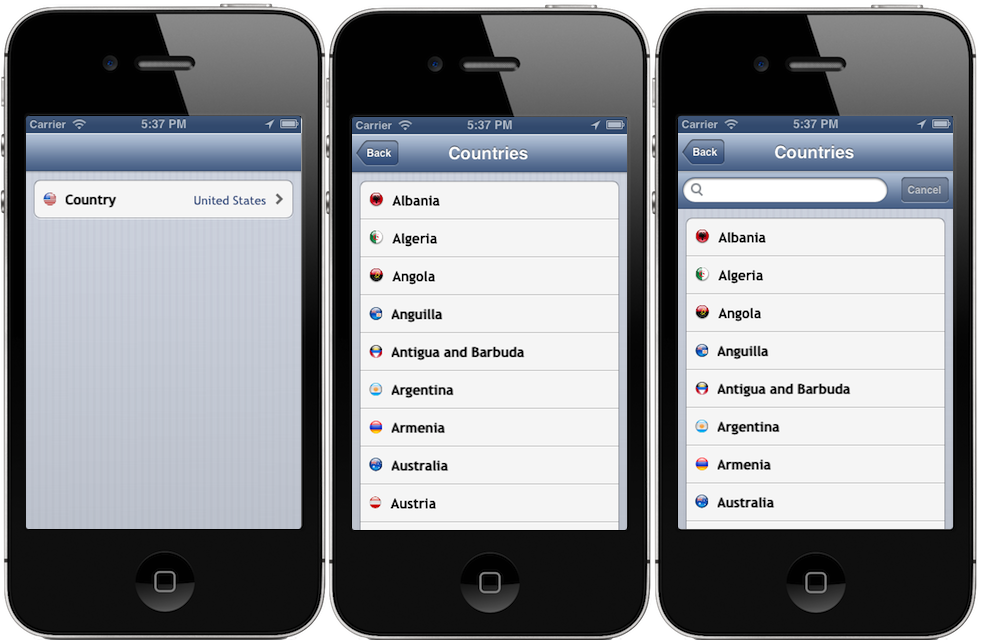 Carrier 5:37 PM
Country United States
Carrier 5:37 PM
Back Countries
Albania
Algeria
Angola
Anguilla
Antigua and Barbuda
Argentina
Armenia
Australia
Austria
Carrier 5:37 PM
Back Countries
Cancel
Albania
Algeria
Angola
Anguilla
Antigua and Barbuda
Argentina
Armenia
Australia